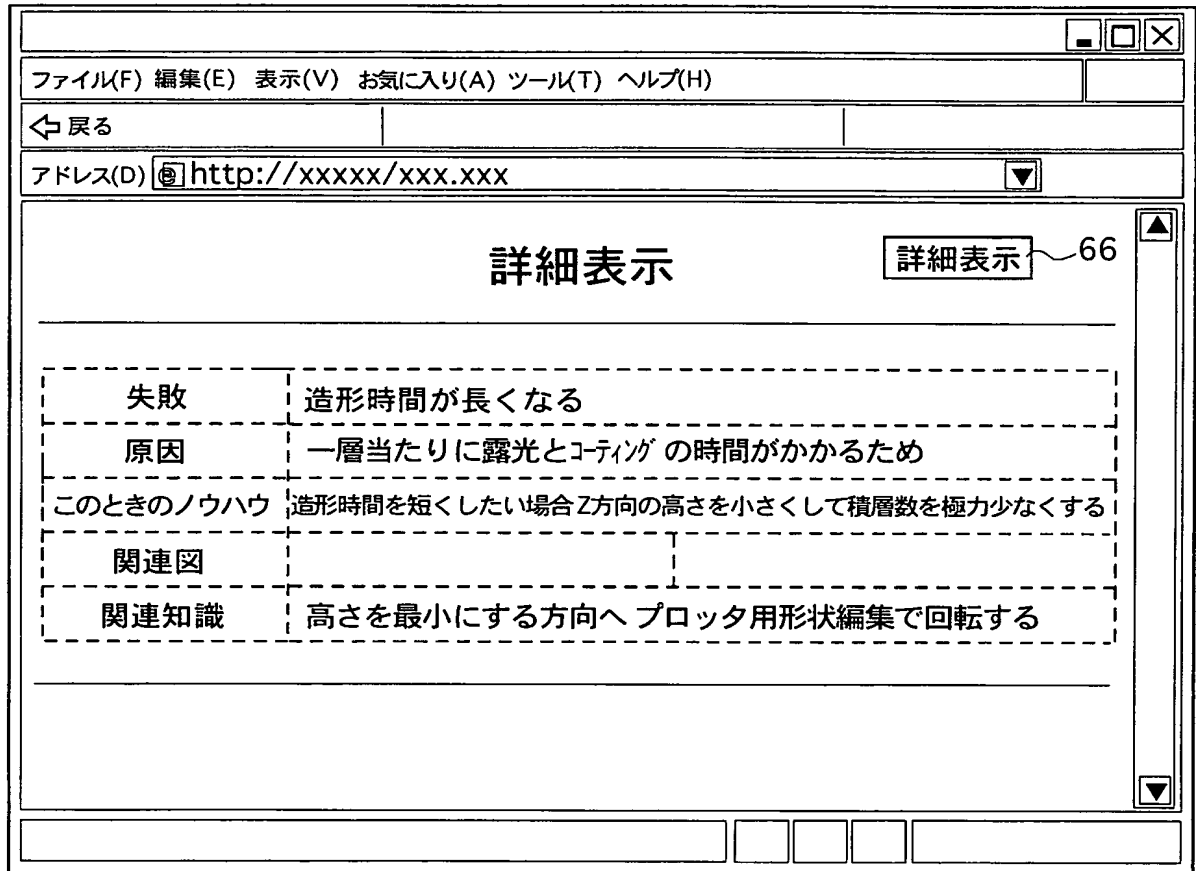 ファイル(F) 編集(E) 表示(V) お気に入り(A) ツール(T) ヘルプ(H)
戻る
アドレス(D) http://xxxxx/xxx.xxx
詳細表示 詳細表示 66
失敗 造形時間が長くなる
原因 一層当たりに露光とコーティングの時間がかかるため
このときのノウハウ 造形時間を短くしたい場合Z方向の高さを小さくして積層数を極力少なくする
関連図
関連知識 高さを最小にする方向へ プロッタ用形状編集で回転する